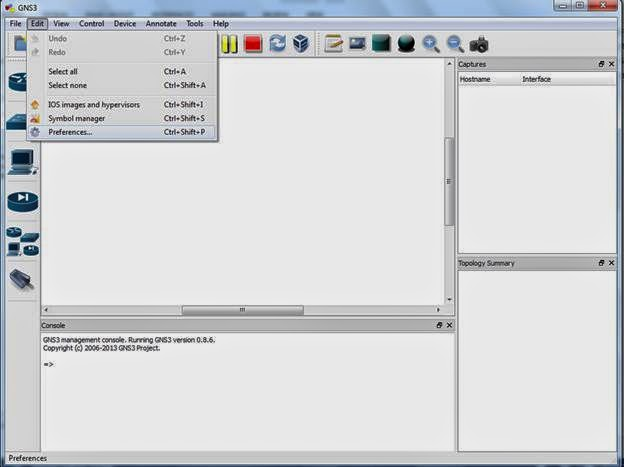 GNS3
File Edit View Control Device Annotate Tools Help
Undo Ctrl+Z
Redo Ctrl+Y
Select all Ctrl+A
Select none Ctrl+Shift+A
IOS images and hypervisors Ctrl+Shift+I
Symbol manager Ctrl+Shift+S
Preferences... Ctrl+Shift+P
Captures
Hostname Interface
Topology Summary
Console
GNS3 management console. Running GNS3 version 0.8.6.
Copyright (c) 2006-2013 GNS3 Project.
=>
Preferences